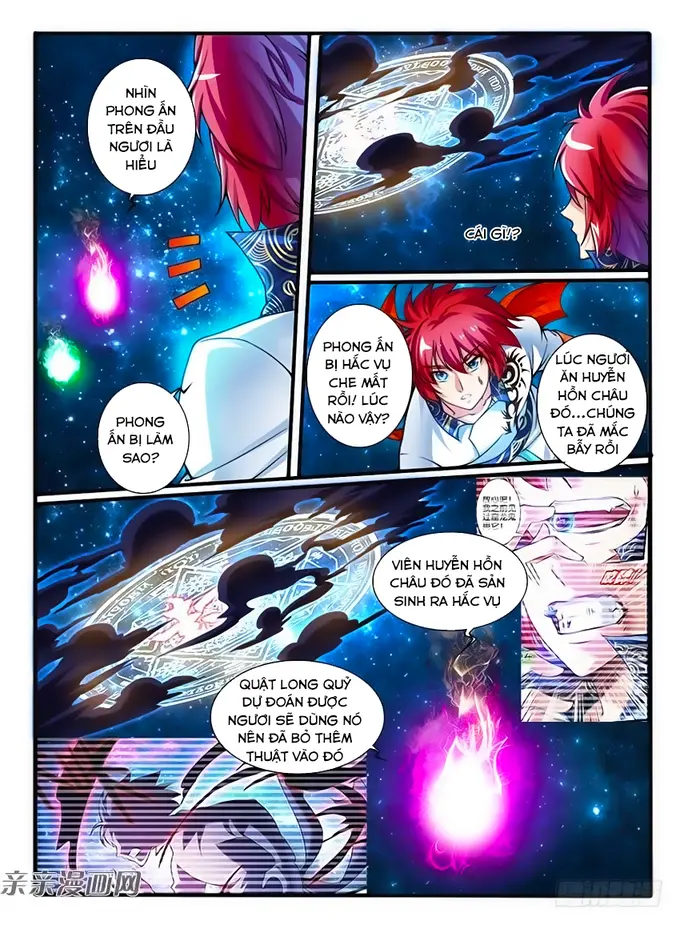 NHÌN
PHONG ẤN
TRÊN ĐẦU
NGƯƠI LÀ
HIỂU
CÁI GÌ!?
PHONG
ẤN BỊ LÀM
SAO?
PHONG ẤN
BỊ HẮC VỤ
CHE MẤT
RỒI! LÚC
NÀO VẬY?
LÚC NGƯƠI
ĂN HUYỄN
HỒN CHÂU
ĐÓ...CHÚNG
TA ĐÃ MẮC
BẪY RỒI
VIÊN HUYỄN HỒN
CHÂU ĐÓ ĐÃ SẢN
SINH RA HẮC VỤ
QUẬT LONG QUỶ
DỰ ĐOÁN ĐƯỢC
NGƯƠI SẼ DÙNG NÓ
NÊN ĐÃ BỎ THÊM
THUẬT VÀO ĐÓ
亲亲漫画网